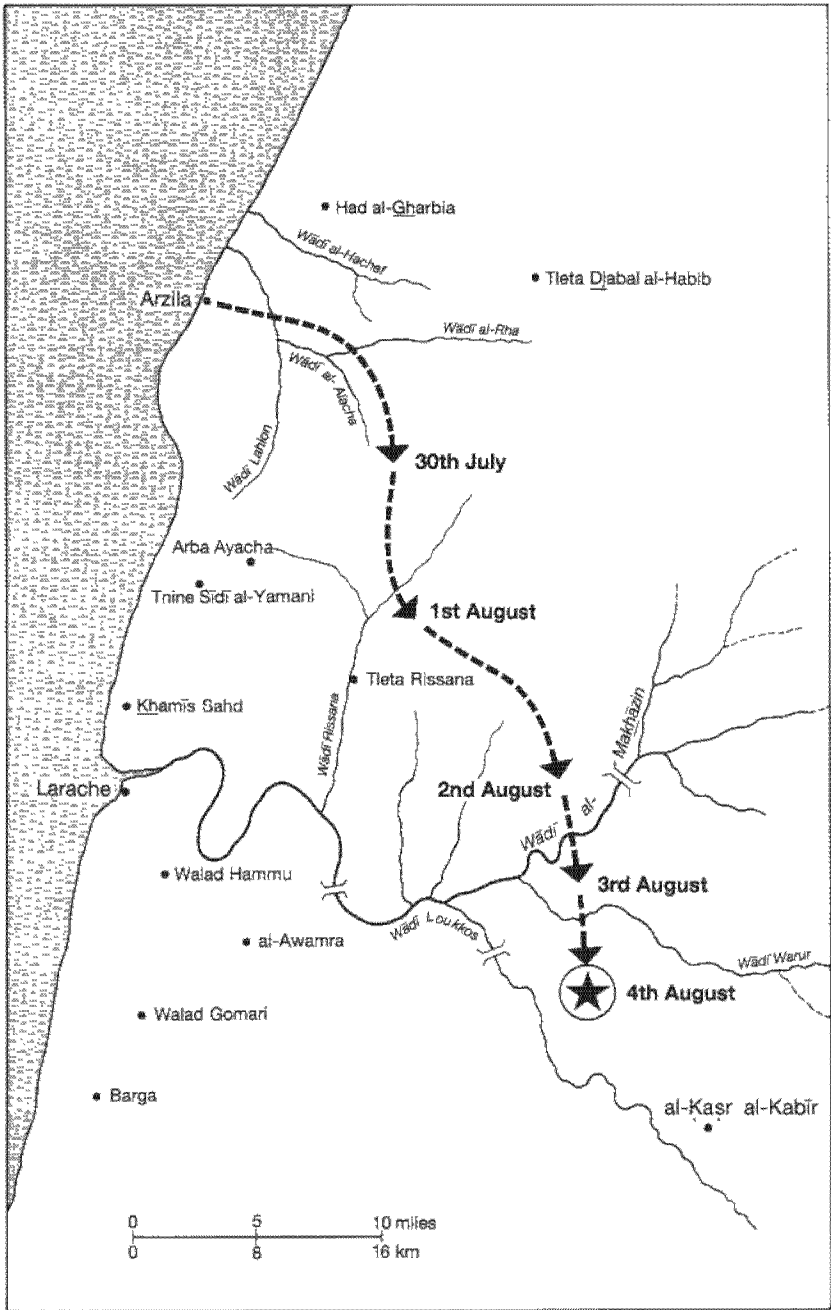 Had al-Gharbia
Wādī al-Hachef
Tleta Djabal al-Habib
Arzila
Wādī al-Rha
Wādī al-Alacha
Wādī Lahlon
30th July
Arba Ayacha
Tnine Sīdī al-Yamani
1st August
Tleta Rissana
Khamīs Sahd
Wādī Rissana
Makhāzin
Larache
2nd August
al-
Wādī
Walad Hammu
3rd August
Wādī Loukkos
al-Awamra
Wādī Warur
4th August
Walad Gomari
Barga
al-Kasr al-Kabīr
0 5 10 miles
0 8 16 km